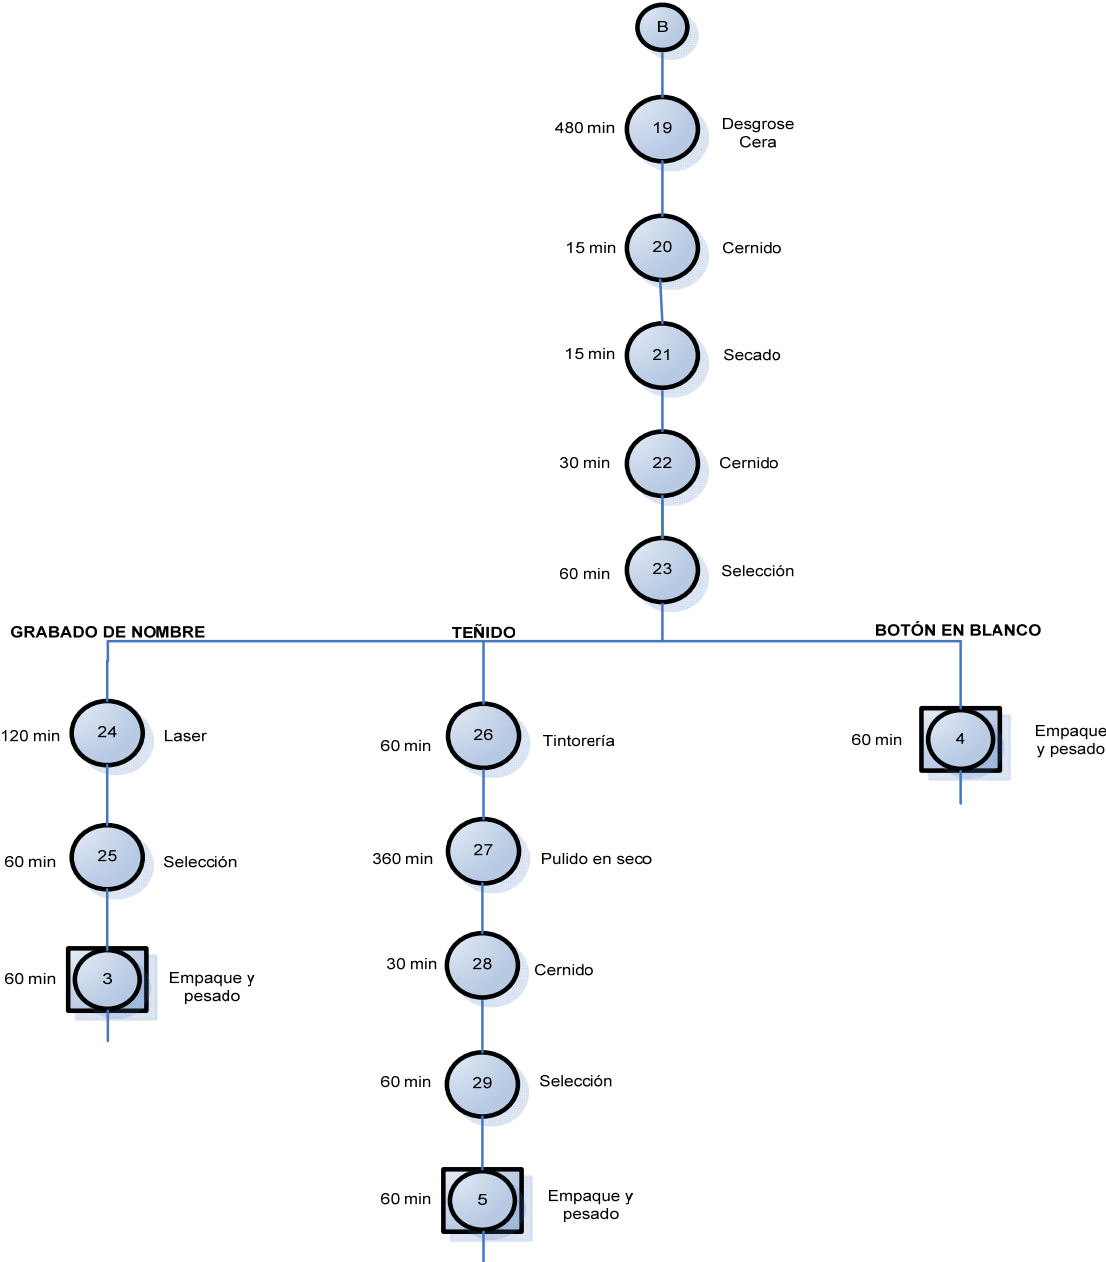 B
480 min
19
Desgrose
Cera
15 min
20
Cernido
15 min
21
Secado
30 min
22
Cernido
60 min
23
Selección
GRABADO DE NOMBRE
TEÑIDO
BOTÓN EN BLANCO
120 min
24
Laser
60 min
25
Selección
60 min
3
Empaque y
pesado
60 min
26
Tintorería
360 min
27
Pulido en seco
30 min
28
Cernido
60 min
29
Selección
60 min
5
Empaque y
pesado
60 min
4
Empaque
y pesado